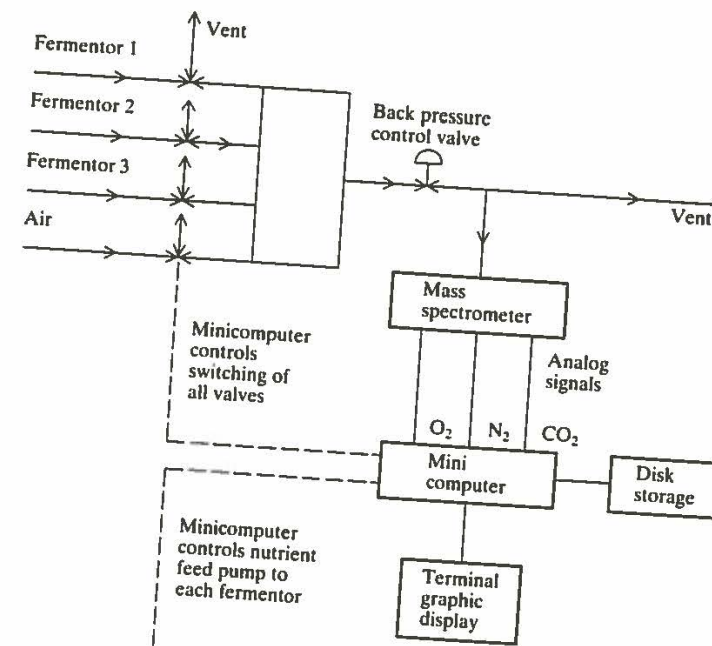 Vent
Fermentor 1
Fermentor 2
Fermentor 3
Air
Back pressure
control valve
Vent
Mass
spectrometer
Minicomputer
controls
switching of
all valves
Analog
signals
O₂ N₂ CO₂
Mini
computer
Disk
storage
Minicomputer
controls nutrient
feed pump to
each fermentor
Terminal
graphic
display